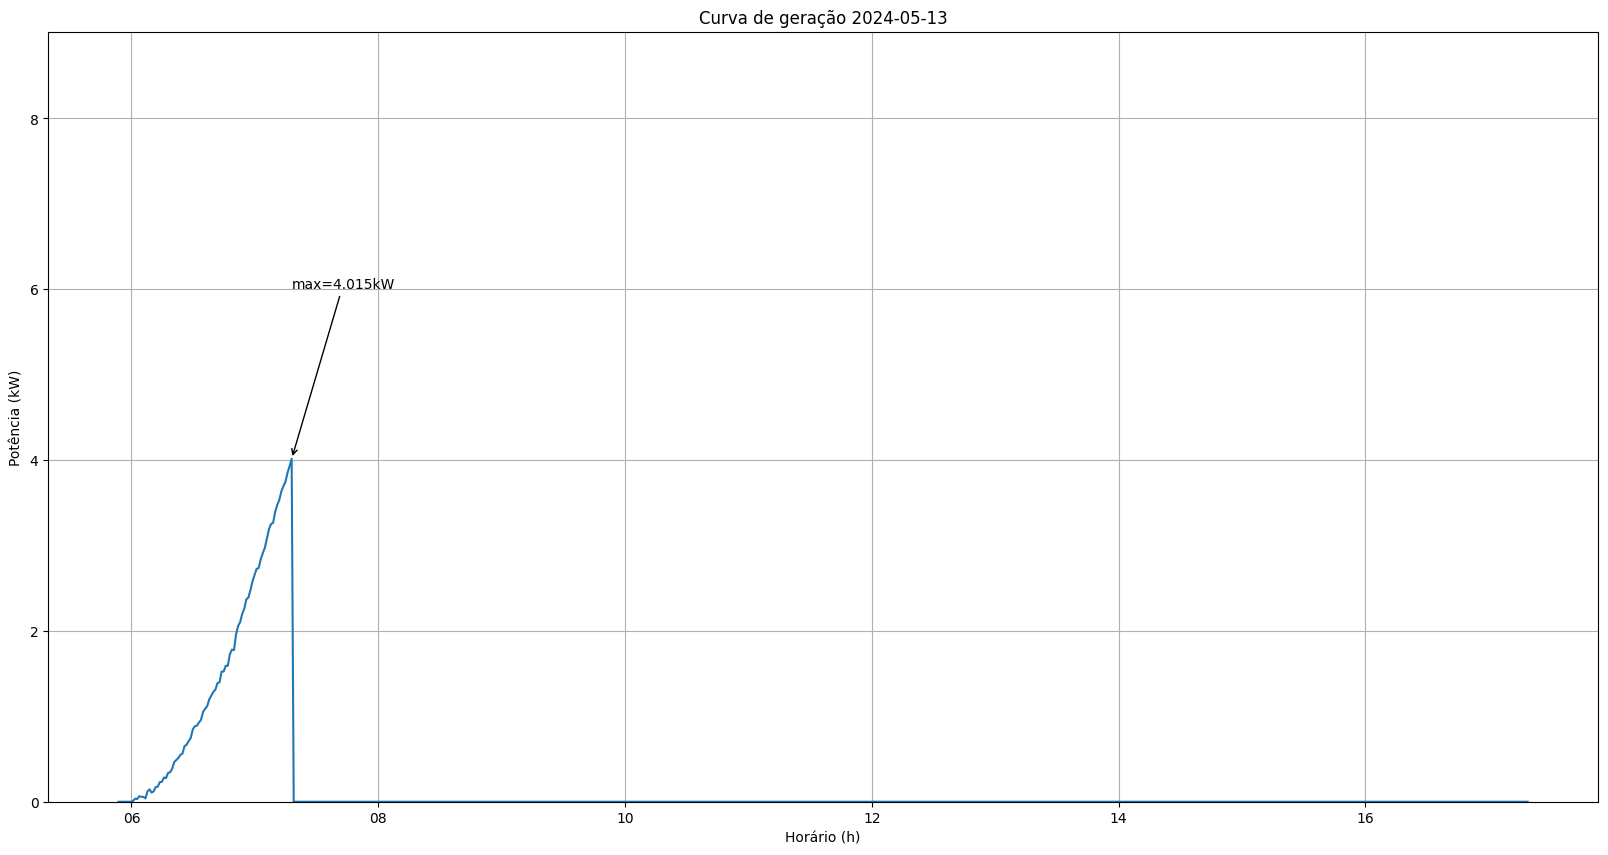 Curva de geração 2024-05-13
8
6
4
2
0
max=4.015kW
Potência (kW)
06 08 10 12 14 16
Horário (h)